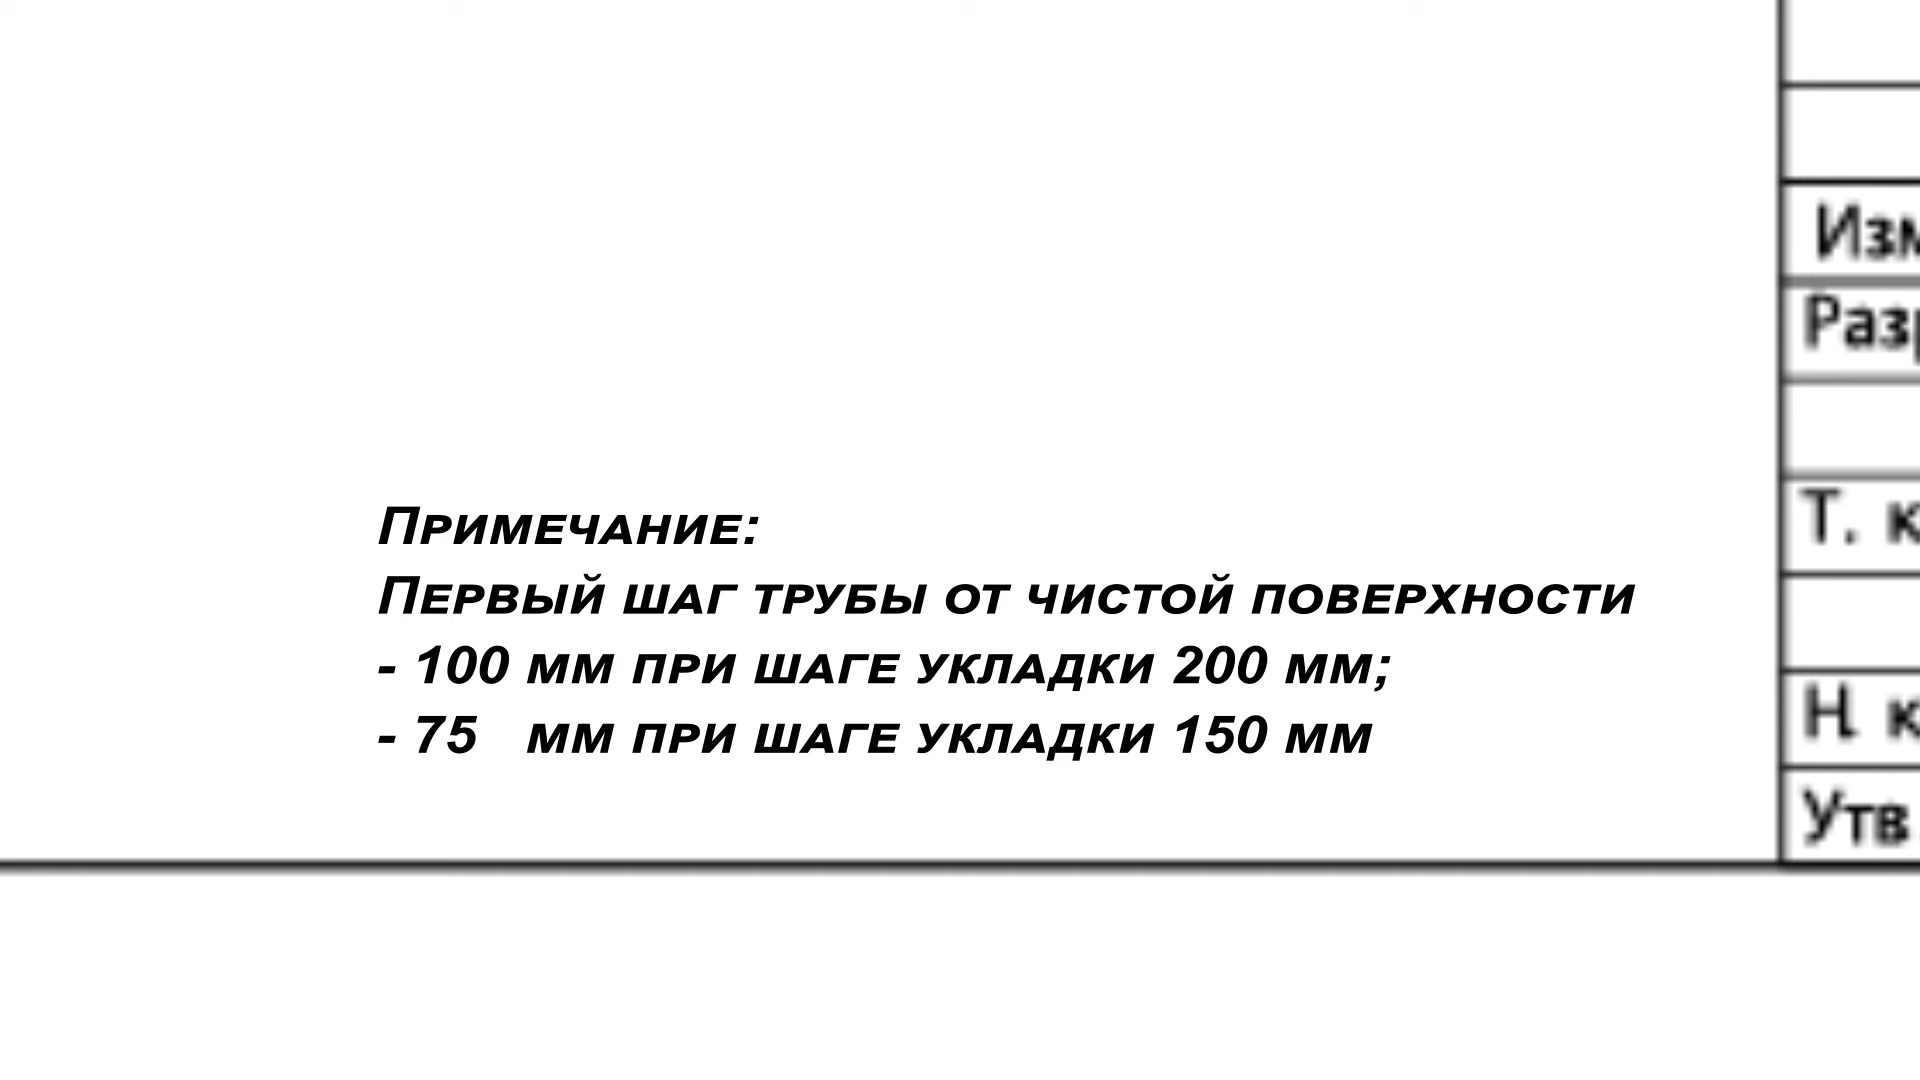 Примечание:
Первый шаг трубы от чистой поверхности
- 100 мм при шаге укладки 200 мм;
- 75 мм при шаге укладки 150 мм
Изм
Разр
Т. к
Н. к
Утв.